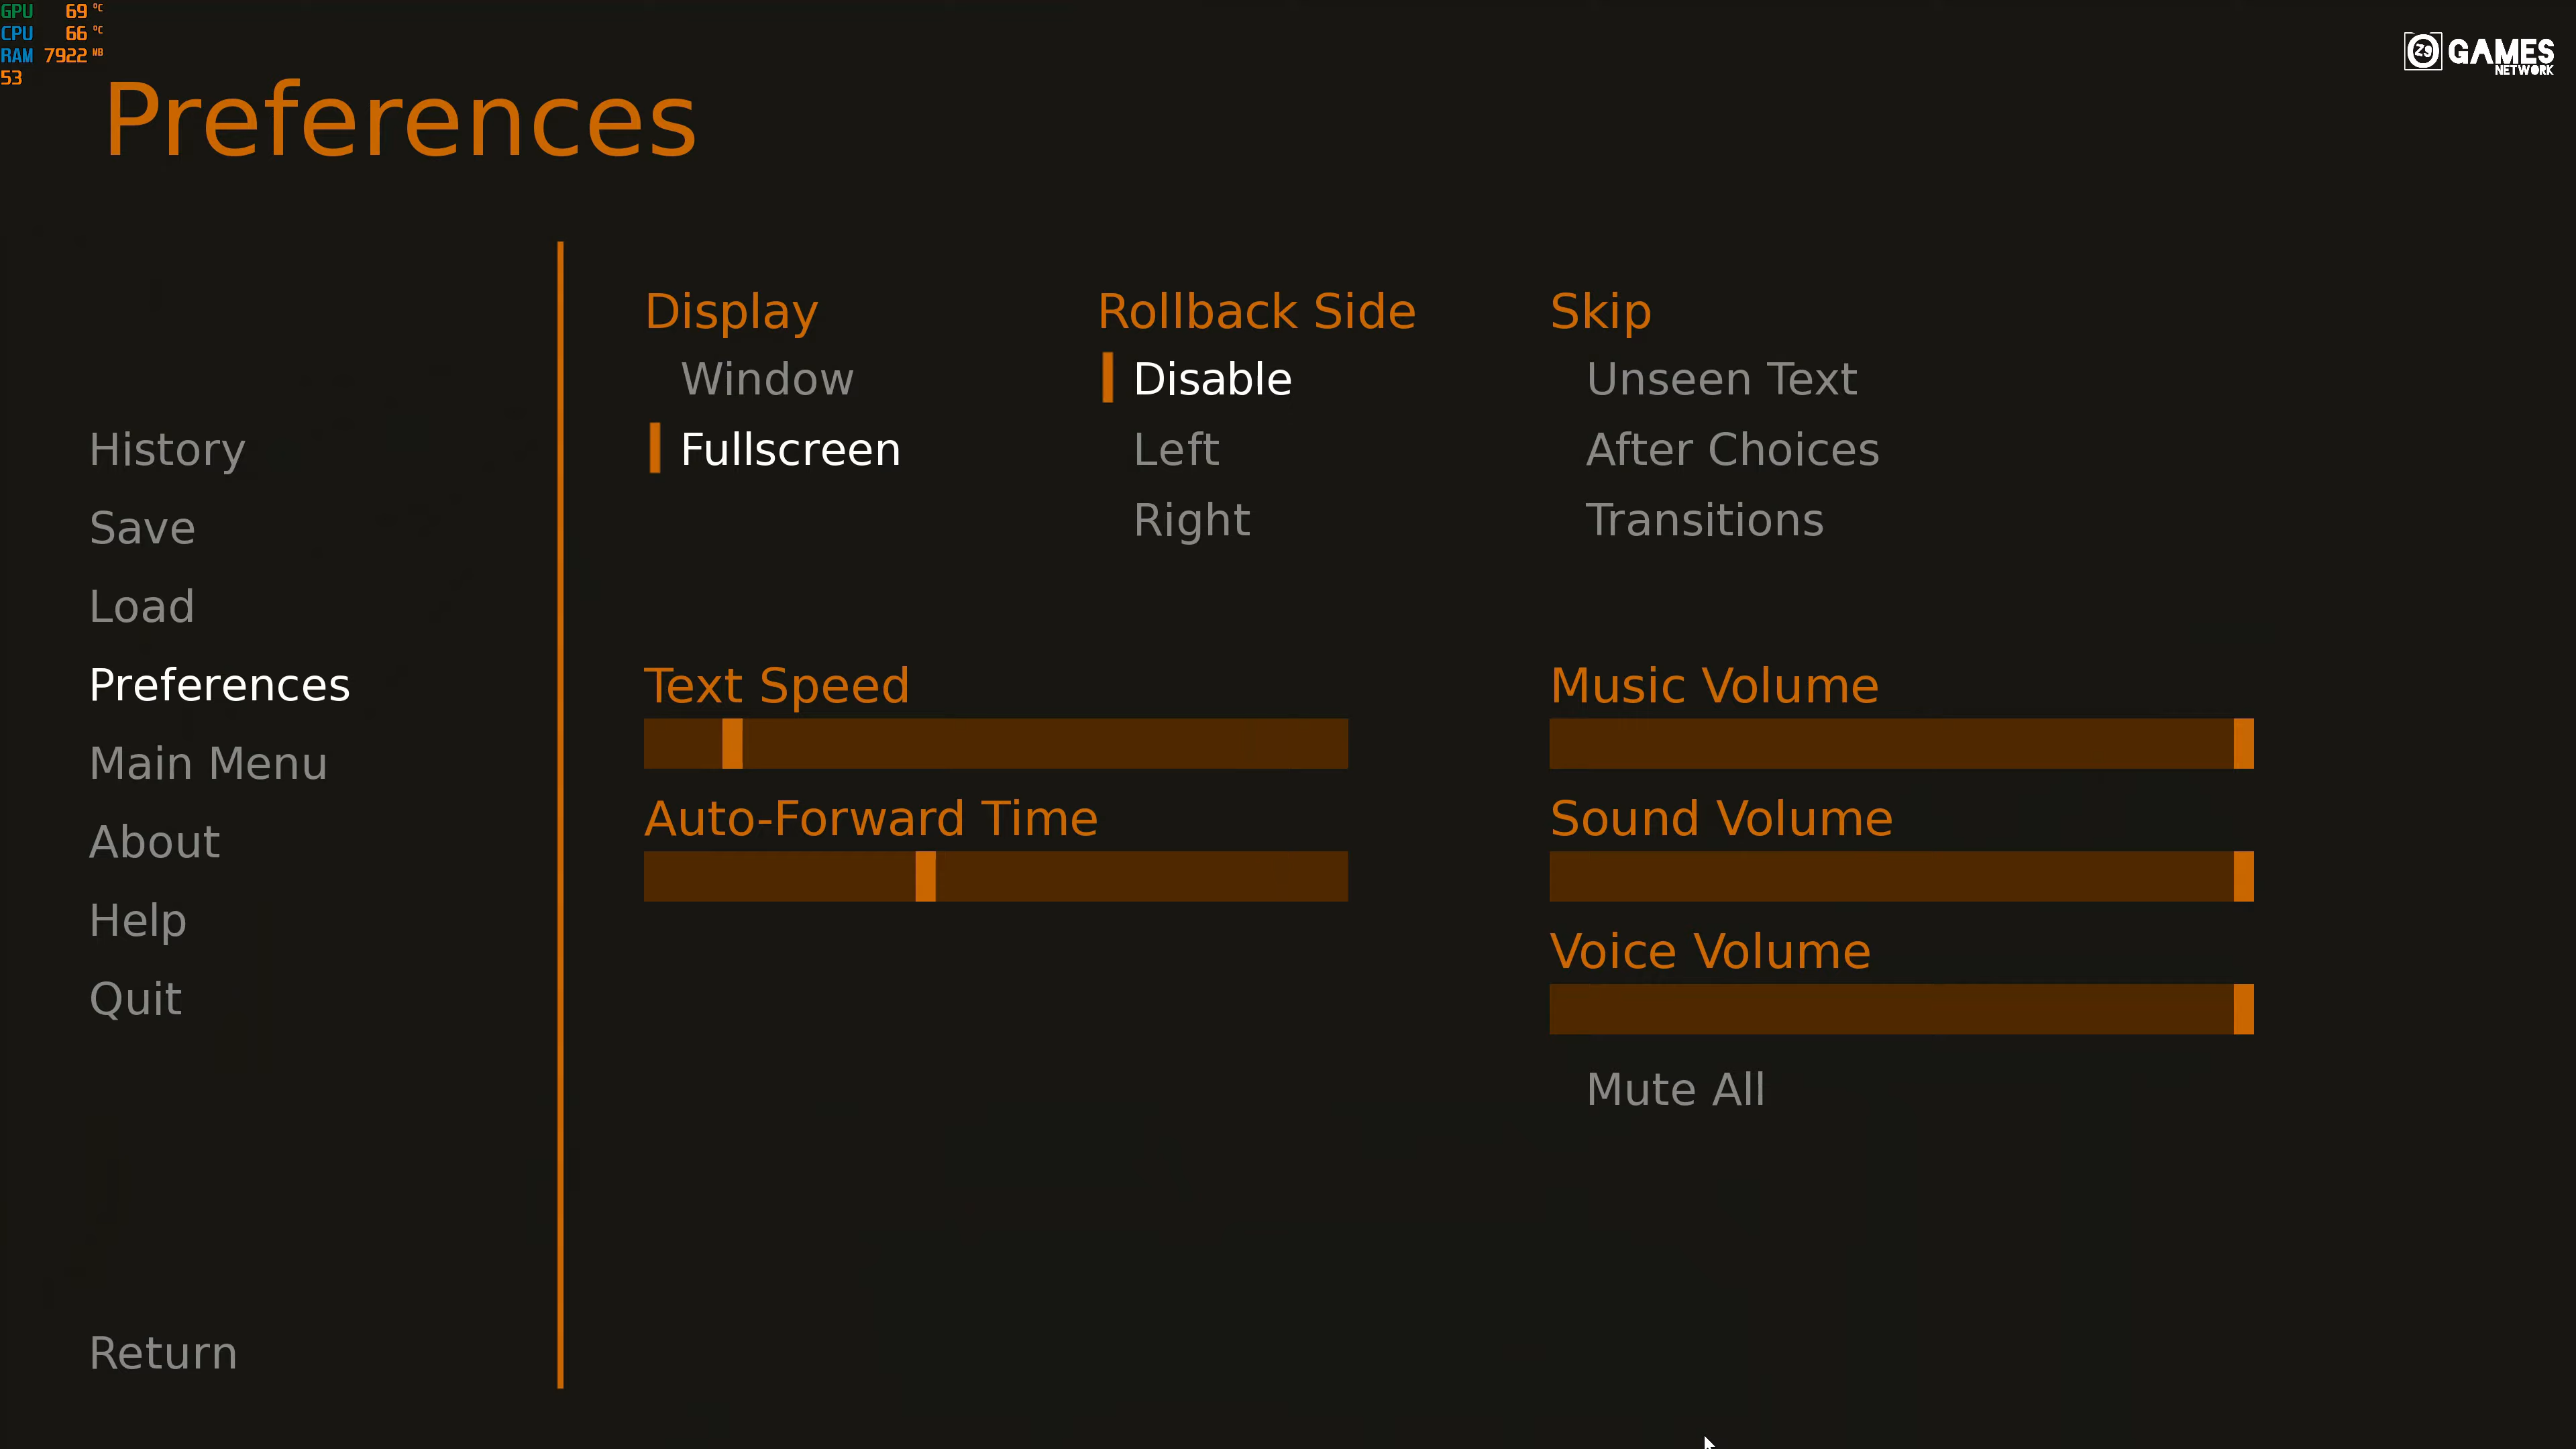 GPU 69 °C
CPU 66 °C
RAM 7922 MB
53
Z9 GAMES
NETWORK
Preferences
History
Save
Load
Preferences
Main Menu
About
Help
Quit
Return
Display
Window
Fullscreen
Rollback Side
Disable
Left
Right
Skip
Unseen Text
After Choices
Transitions
Text Speed
Auto-Forward Time
Music Volume
Sound Volume
Voice Volume
Mute All